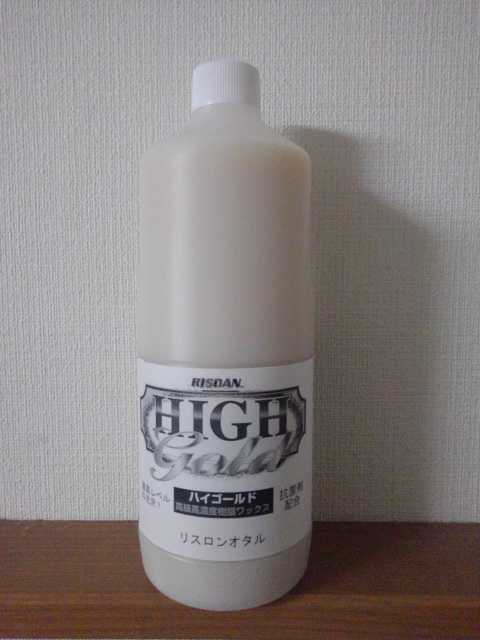 RISDAN
HIGH
Gold
ハイゴールド
高級高濃度樹脂ワックス
抗菌剤
配合
リスロンオタル